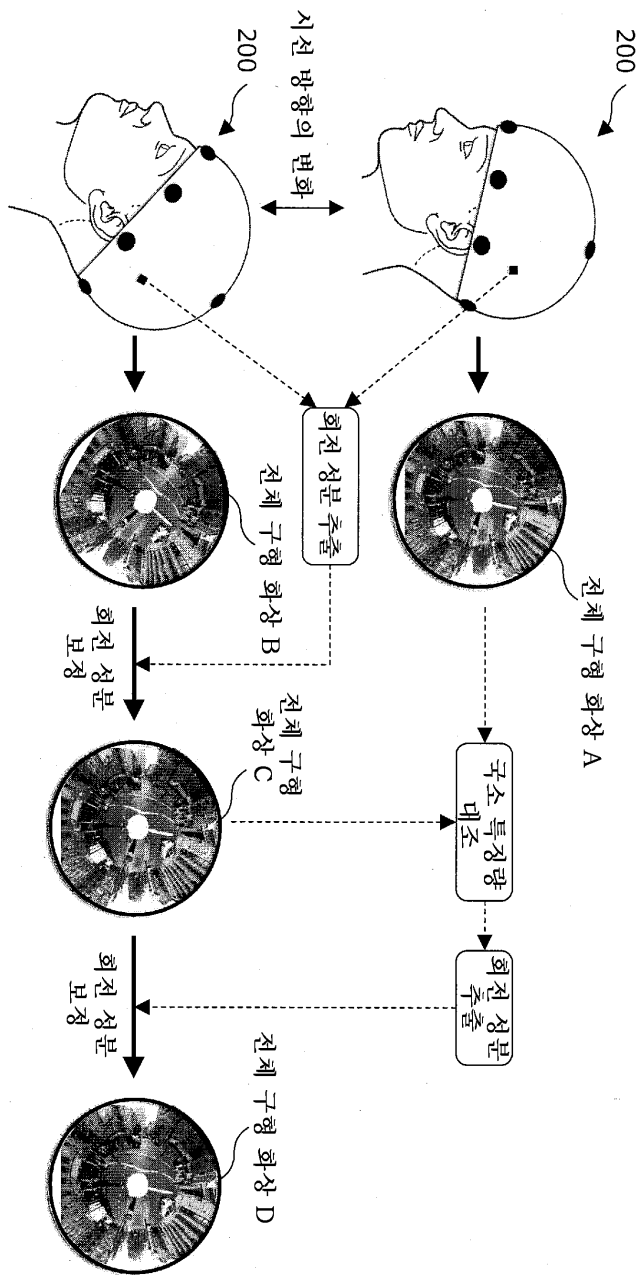 200
200
시선 방향의 변화
회전 성분 추출
전체 구형 화상 A
전체 구형 화상 B
회전 성분
보정
전체 구형
화상 C
국소 특징량
대조
회전 성분
추출
회전 성분
보정
전체 구형 화상 D